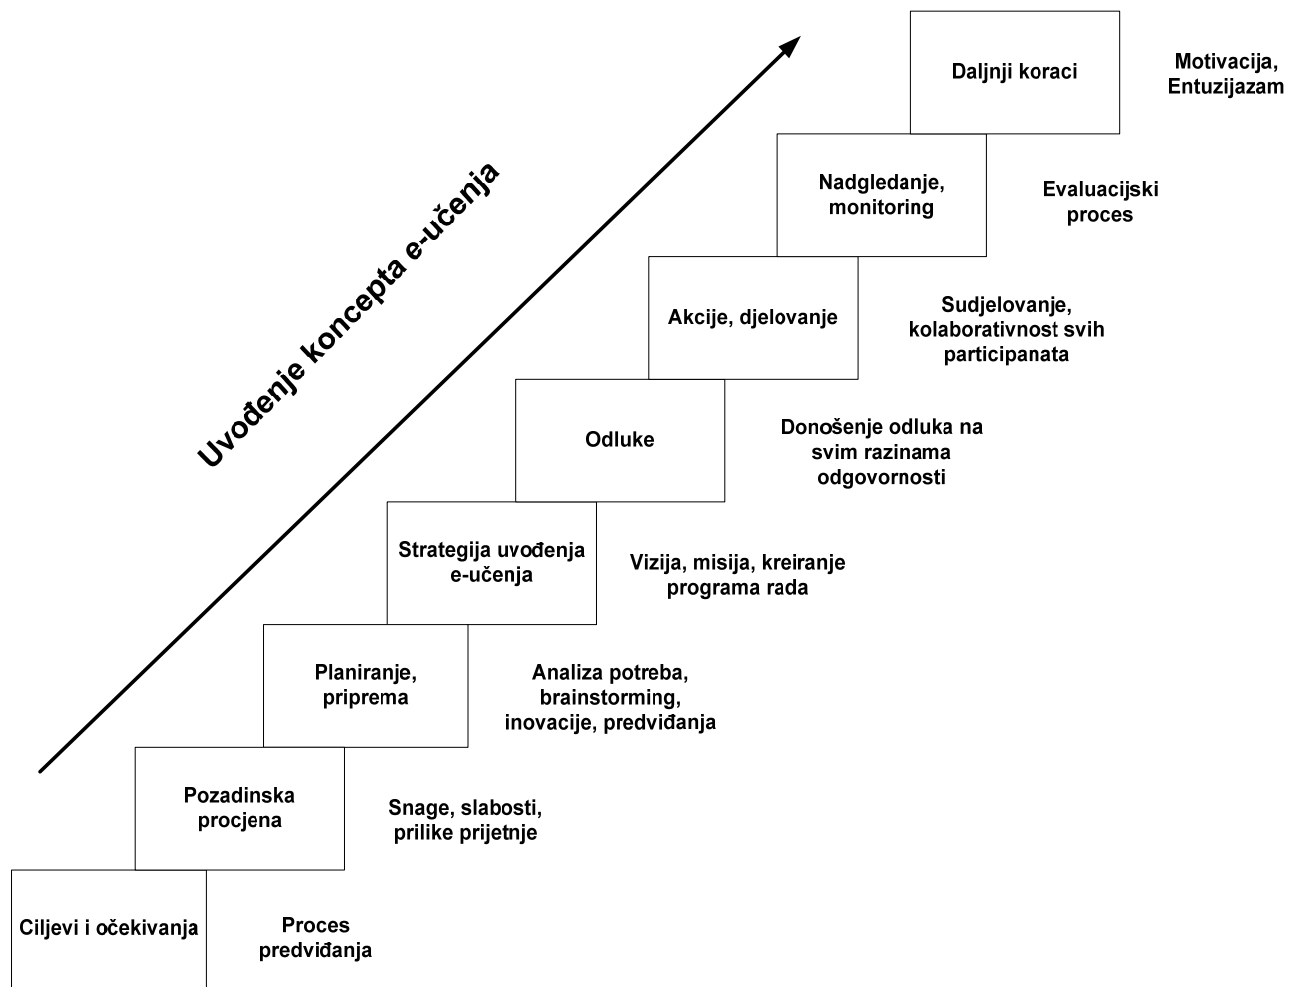 Daljnji koraci
Motivacija,
Entuzijazam
Nadgledanje,
monitoring
Evaluacijski
proces
Uvođenje koncepta e-učenja
Akcije, djelovanje
Sudjelovanje,
kolaborativnost svih
participanata
Odluke
Donošenje odluka na
svim razinama
odgovornosti
Strategija uvođenja
e-učenja
Vizija, misija, kreiranje
programa rada
Planiranje,
priprema
Analiza potreba,
brainstorming,
inovacije, predviđanja
Pozadinska
procjena
Snage, slabosti,
prilike prijetnje
Ciljevi i očekivanja
Proces
predviđanja